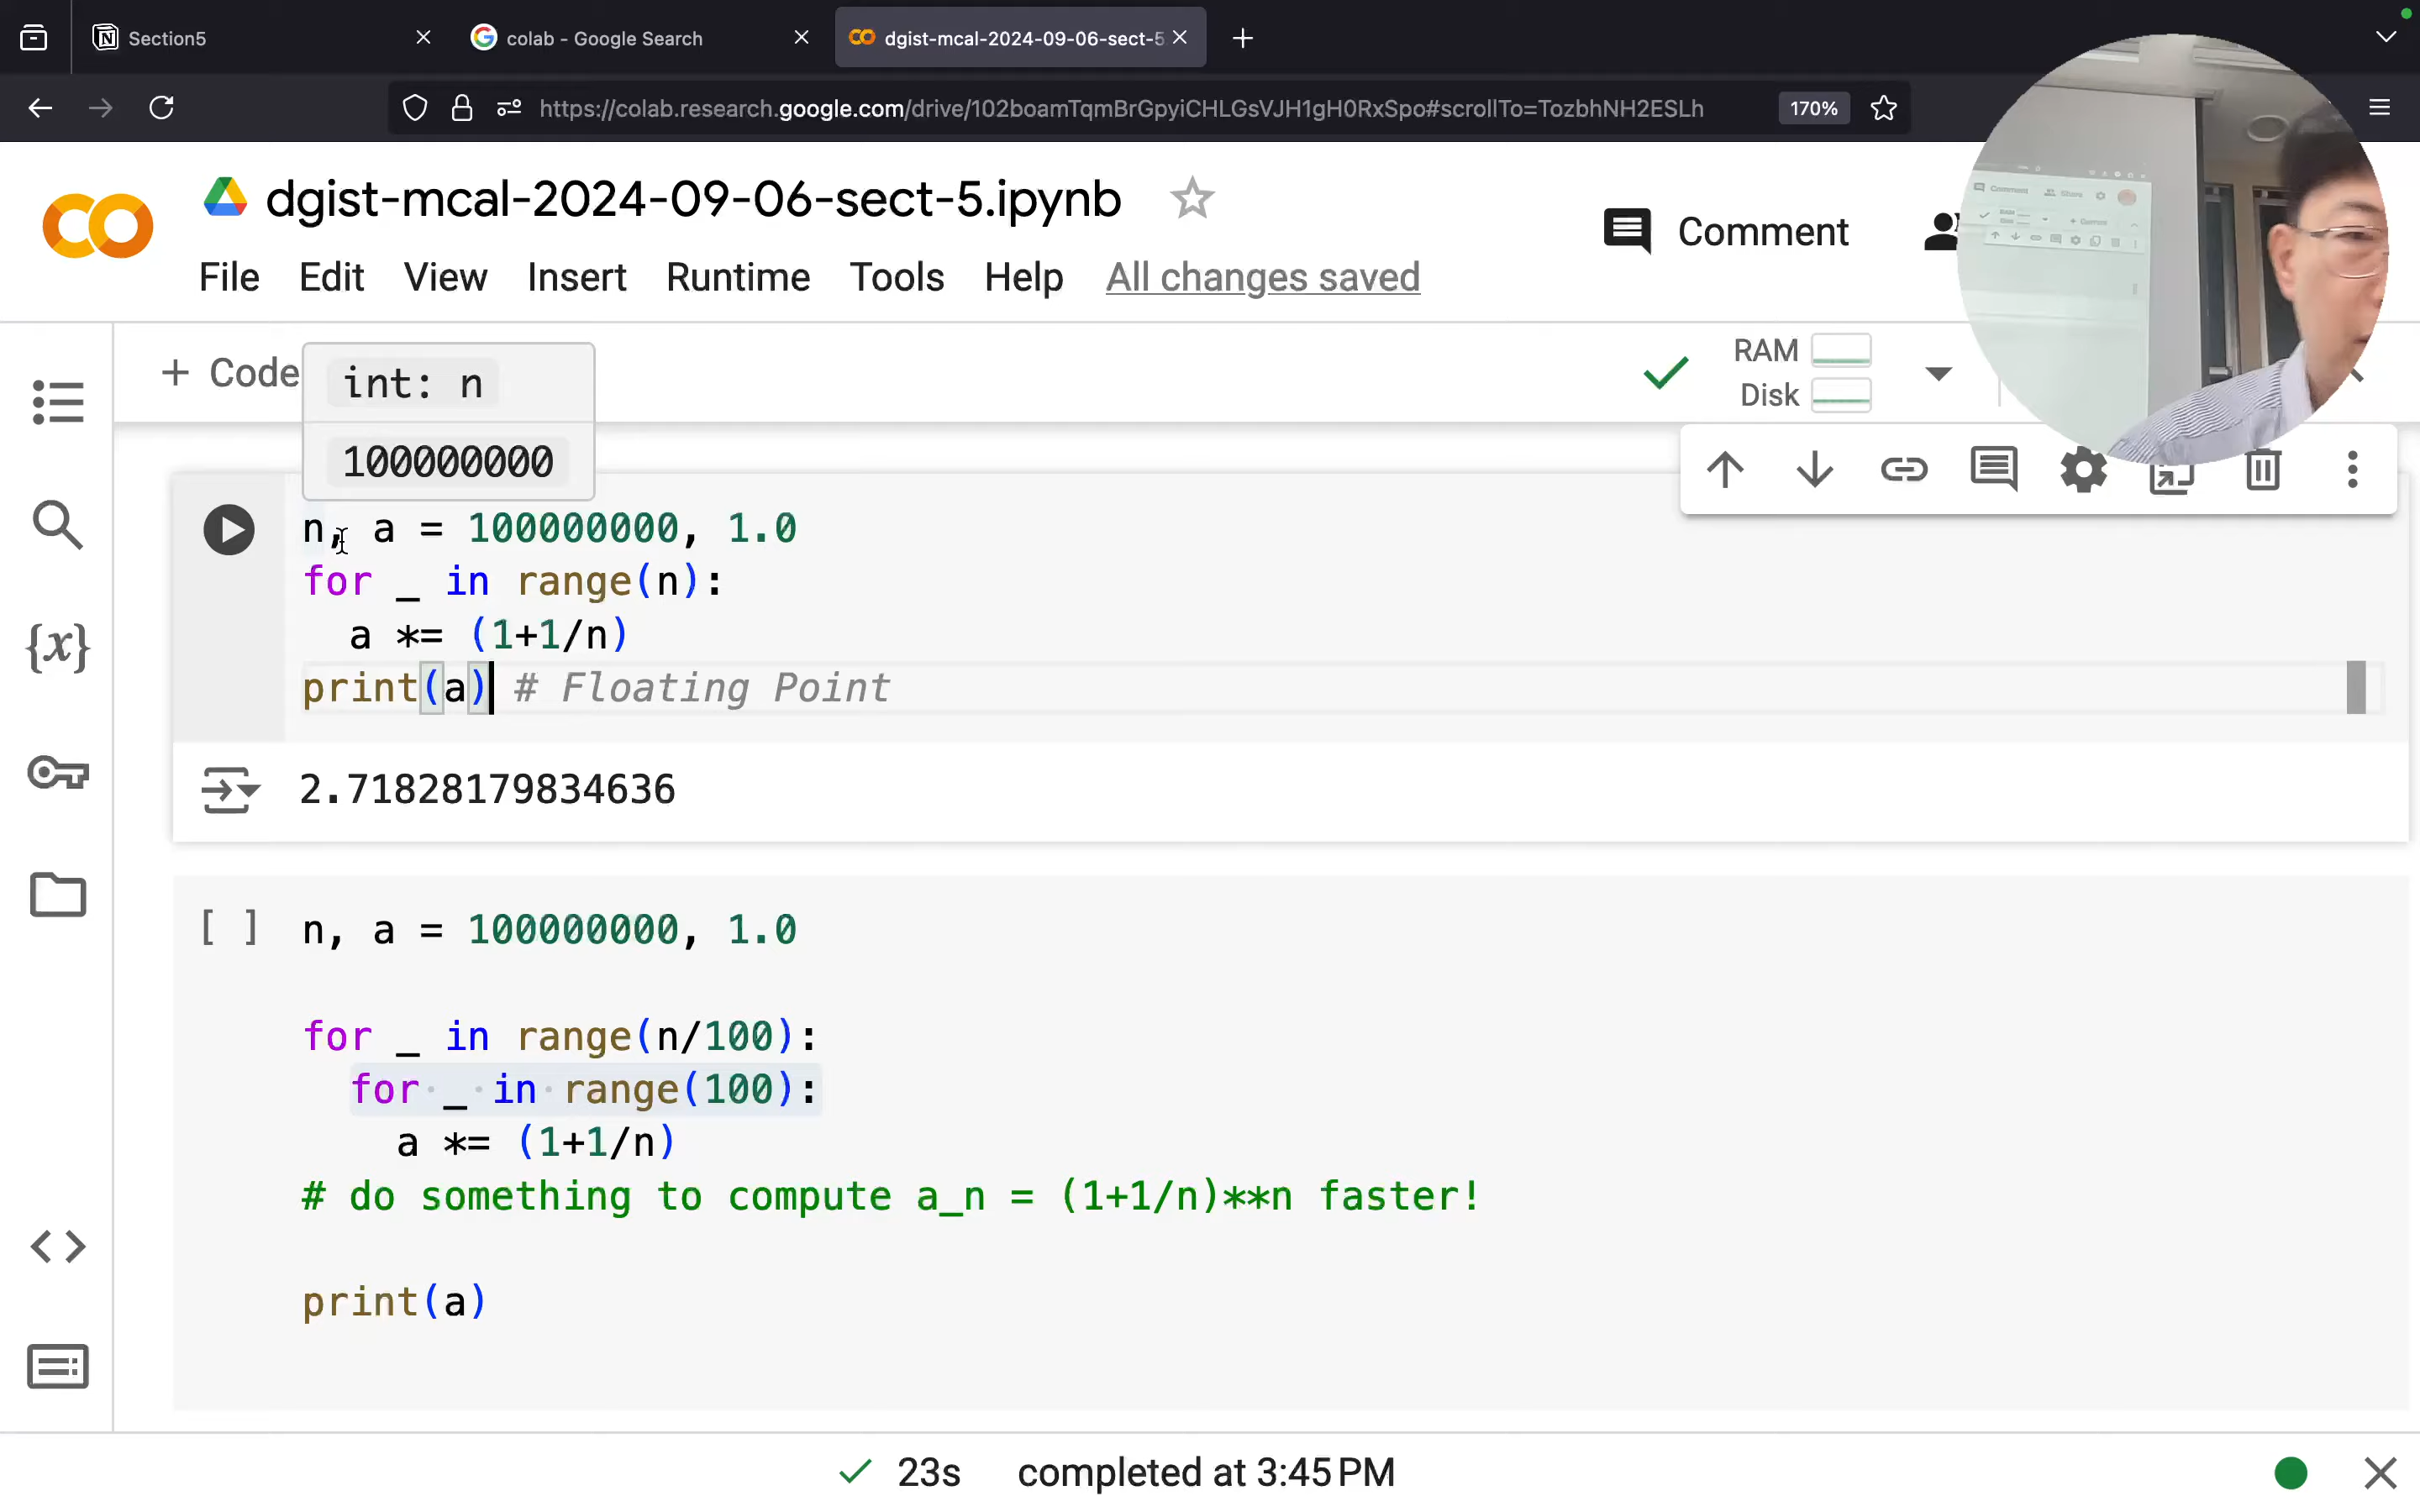 Section5
colab - Google Search
dgist-mcal-2024-09-06-sect-5
https://colab.research.google.com/drive/102boamTqmBrGpyiCHLGsVJH1gH0RxSpo#scrollTo=TozbhNH2ESLh
170%
dgist-mcal-2024-09-06-sect-5.ipynb
Comment
File Edit View Insert Runtime Tools Help All changes saved
+ Code
RAM
Disk
int: n
100000000
n, a = 100000000, 1.0
for _ in range(n):
  a *= (1+1/n)
print(a) # Floating Point
2.71828179834636
[ ] n, a = 100000000, 1.0
for _ in range(n/100):
  for _ in range(100):
    a *= (1+1/n)
# do something to compute a_n = (1+1/n)**n faster!
print(a)
23s completed at 3:45 PM